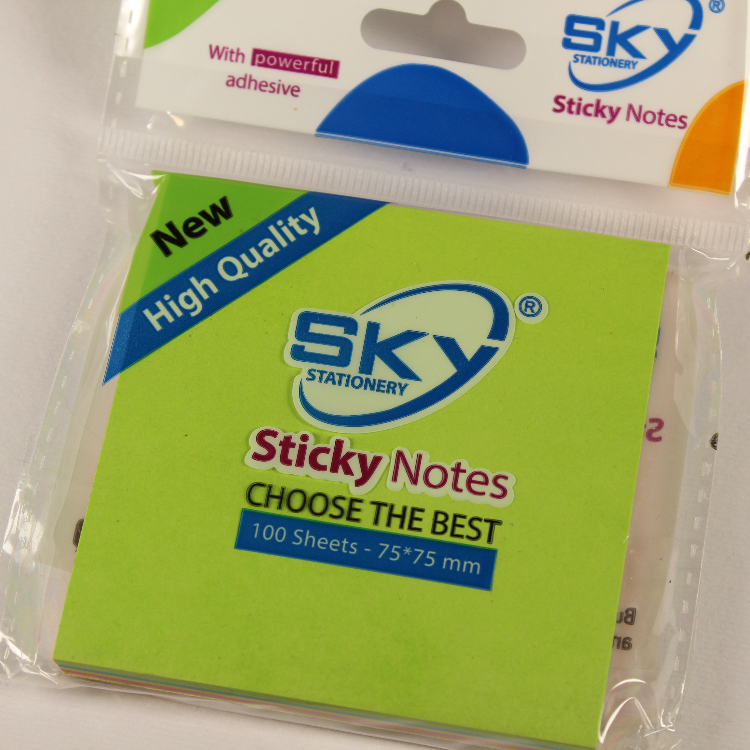 With powerful
adhesive
SKY
STATIONERY
®
Sticky Notes
New
High Quality
SKY
STATIONERY
®
Sticky Notes
CHOOSE THE BEST
100 Sheets - 75*75 mm